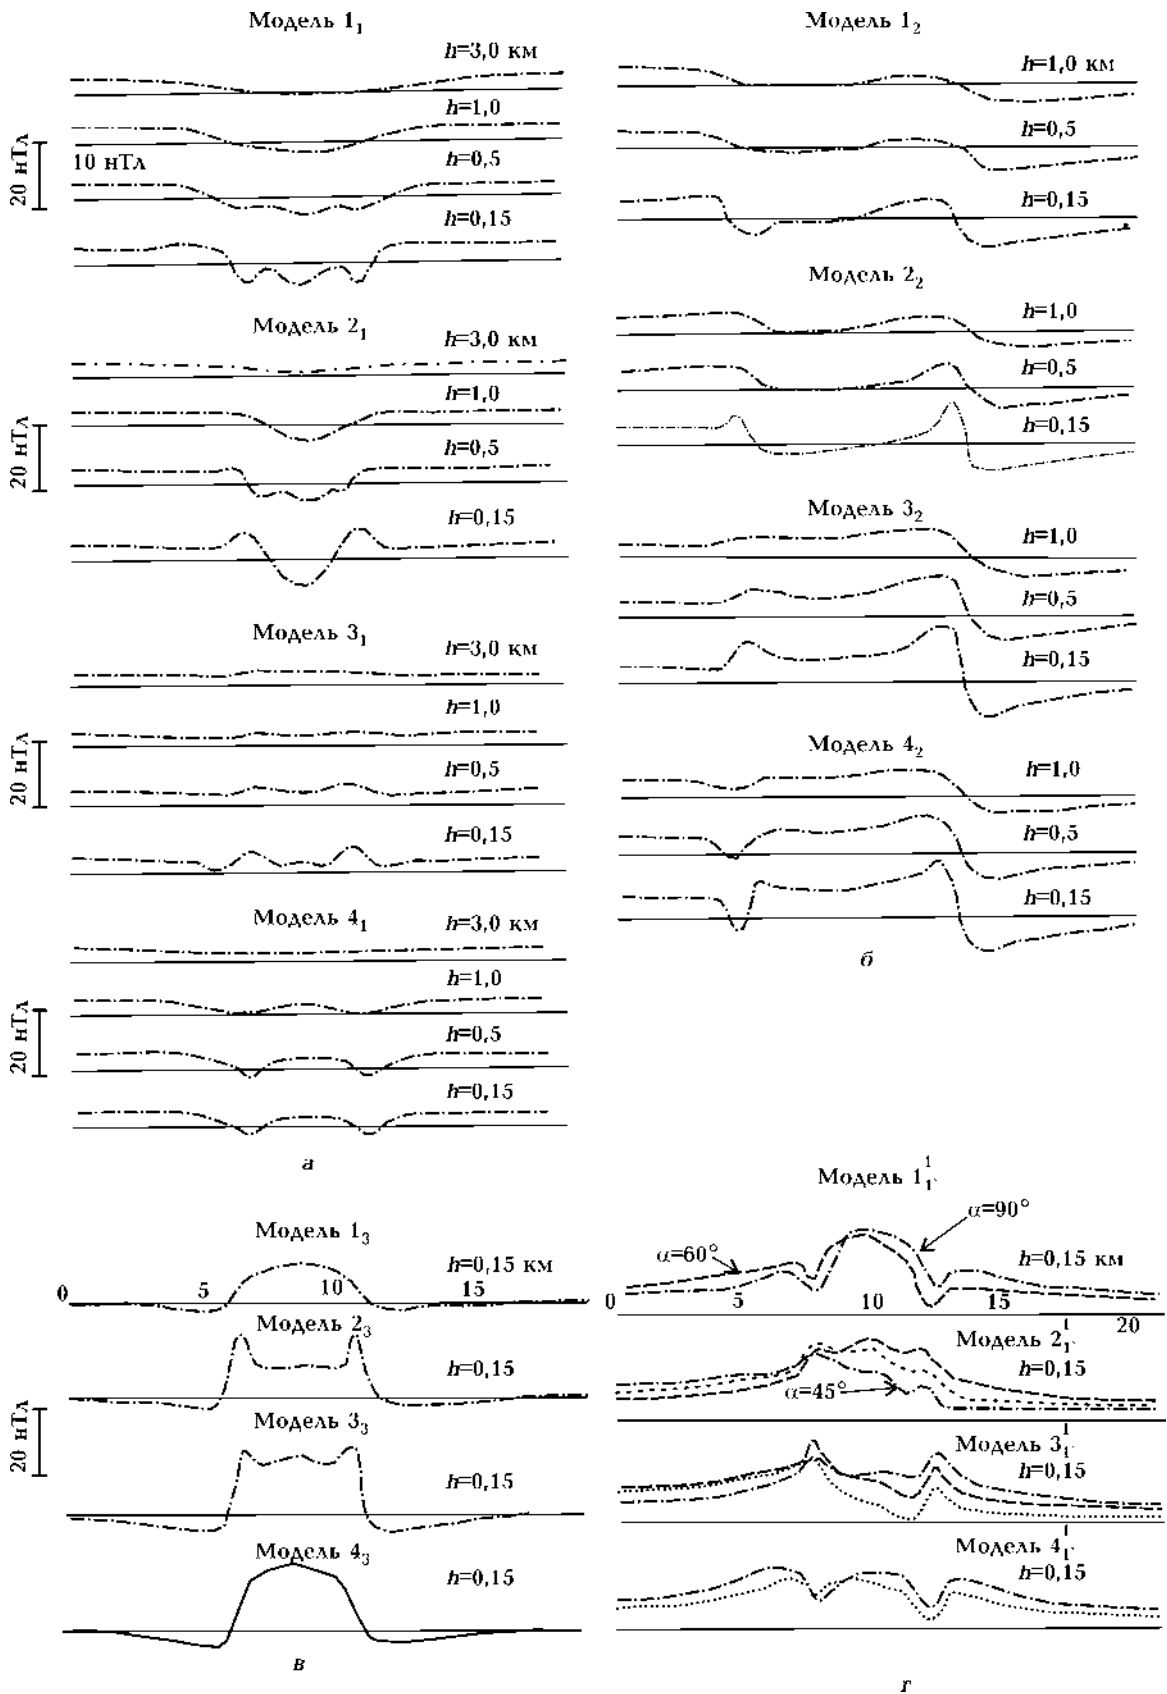 Модель 1₁
h=3,0 км
h=1,0
20 нТл
10 нТл
h=0,5
h=0,15
Модель 2₁
h=3,0 км
h=1,0
20 нТл
h=0,5
h=0,15
Модель 3₁
h=3,0 км
h=1,0
20 нТл
h=0,5
h=0,15
Модель 4₁
h=3,0 км
h=1,0
20 нТл
h=0,5
h=0,15
а
Модель 1₂
h=1,0 км
h=0,5
h=0,15
Модель 2₂
h=1,0
h=0,5
h=0,15
Модель 3₂
h=1,0
h=0,5
h=0,15
Модель 4₂
h=1,0
h=0,5
h=0,15
б
Модель 1₃
h=0,15 км
0 5 10 15
Модель 2₃
h=0,15
20 нТл
Модель 3₃
h=0,15
Модель 4₃
h=0,15
в
Модель 1₁¹
α=90°
α=60°
h=0,15 км
0 5 10 15 20
Модель 2₁¹
h=0,15
α=45°
Модель 3₁¹
h=0,15
Модель 4₁¹
h=0,15
г